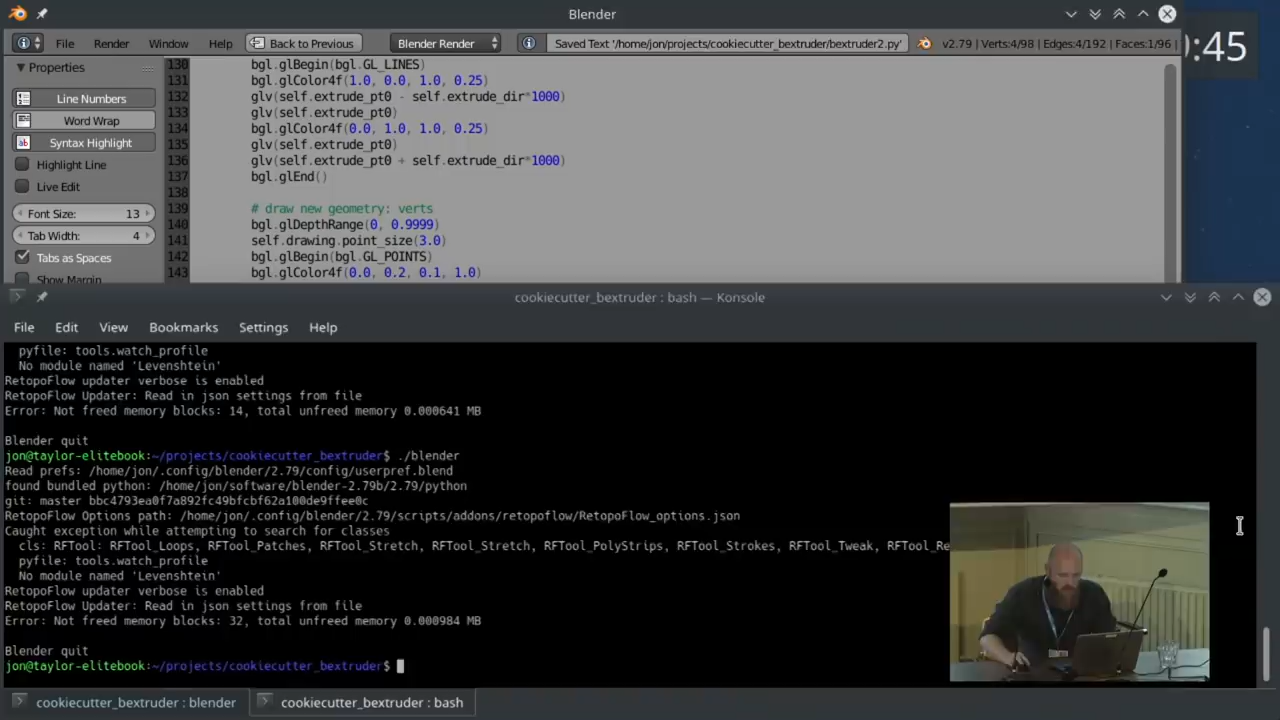 Blender
:45
File Render Window Help Back to Previous Blender Render Saved Text '/home/jon/projects/cookiecutter_bextruder/bextruder2.py' v2.79 | Verts:4/98 | Edges:4/192 | Faces:1/96 |
Properties
Line Numbers
Word Wrap
Syntax Highlight
Highlight Line
Live Edit
Font Size: 13
Tab Width: 4
Tabs as Spaces
Show Margin
130 bgl.glBegin(bgl.GL_LINES)
131 bgl.glColor4f(1.0, 0.0, 1.0, 0.25)
132 glv(self.extrude_pt0 - self.extrude_dir*1000)
133 glv(self.extrude_pt0)
134 bgl.glColor4f(0.0, 1.0, 1.0, 0.25)
135 glv(self.extrude_pt0)
136 glv(self.extrude_pt0 + self.extrude_dir*1000)
137 bgl.glEnd()
138
139 # draw new geometry: verts
140 bgl.glDepthRange(0, 0.9999)
141 self.drawing.point_size(3.0)
142 bgl.glBegin(bgl.GL_POINTS)
143 bgl.glColor4f(0.0, 0.2, 0.1, 1.0)
cookiecutter_bextruder : bash — Konsole
File Edit View Bookmarks Settings Help
pyfile: tools.watch_profile
No module named 'Levenshtein'
RetopoFlow updater verbose is enabled
RetopoFlow Updater: Read in json settings from file
Error: Not freed memory blocks: 14, total unfreed memory 0.000641 MB
Blender quit
jon@taylor-elitebook:~/projects/cookiecutter_bextruder$ ./blender
Read prefs: /home/jon/.config/blender/2.79/config/userpref.blend
found bundled python: /home/jon/software/blender-2.79b/2.79/python
git: master bbc4793ea0f7a892fc49bfcbf62a100de9ffee0c
RetopoFlow Options path: /home/jon/.config/blender/2.79/scripts/addons/retopoflow/RetopoFlow_options.json
Caught exception while attempting to search for classes
cls: RFTool: RFTool_Loops, RFTool_Patches, RFTool_Stretch, RFTool_Stretch, RFTool_PolyStrips, RFTool_Strokes, RFTool_Tweak, RFTool_Re
pyfile: tools.watch_profile
No module named 'Levenshtein'
RetopoFlow updater verbose is enabled
RetopoFlow Updater: Read in json settings from file
Error: Not freed memory blocks: 32, total unfreed memory 0.000984 MB
Blender quit
jon@taylor-elitebook:~/projects/cookiecutter_bextruder$
cookiecutter_bextruder : blender cookiecutter_bextruder : bash